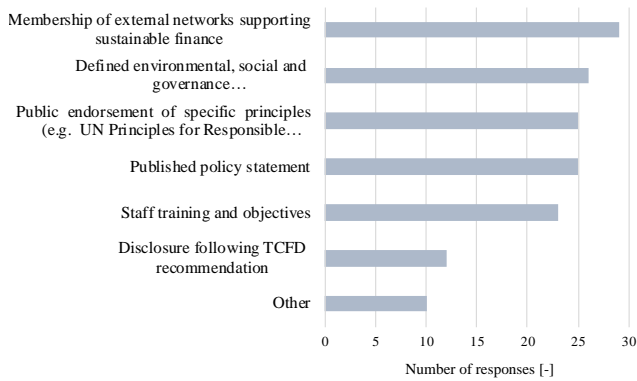 Membership of external networks supporting
sustainable finance
Defined environmental, social and
governance…
Public endorsement of specific principles
(e.g. UN Principles for Responsible…
Published policy statement
Staff training and objectives
Disclosure following TCFD
recommendation
Other
0 5 10 15 20 25 30
Number of responses [-]